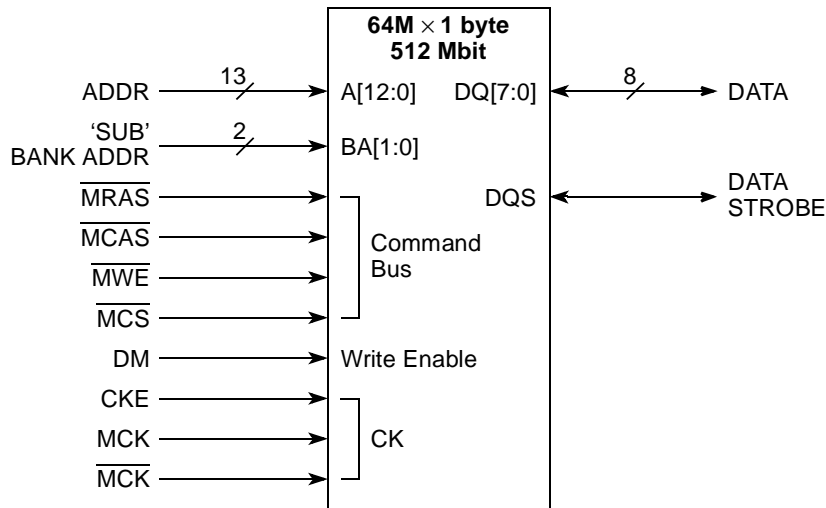 64M × 1 byte
512 Mbit
ADDR
13
A[12:0]
DQ[7:0]
8
DATA
'SUB'
BANK ADDR
2
BA[1:0]
MRAS
DQS
DATA
STROBE
MCAS
Command
Bus
MWE
MCS
DM
Write Enable
CKE
MCK
CK
MCK